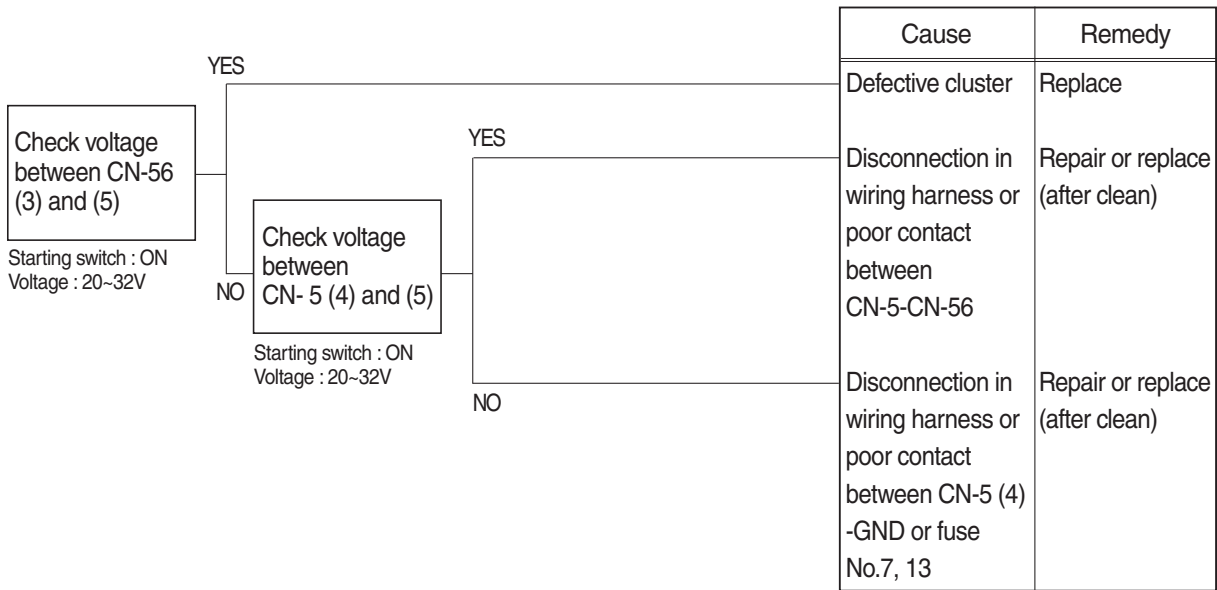 Cause
Remedy
YES
Defective cluster
Replace
Check voltage
between CN-56
(3) and (5)
Starting switch : ON
Voltage : 20~32V
YES
Disconnection in
wiring harness or
poor contact
between
CN-5-CN-56
Repair or replace
(after clean)
NO
Check voltage
between
CN- 5 (4) and (5)
Starting switch : ON
Voltage : 20~32V
NO
Disconnection in
wiring harness or
poor contact
between CN-5 (4)
-GND or fuse
No.7, 13
Repair or replace
(after clean)